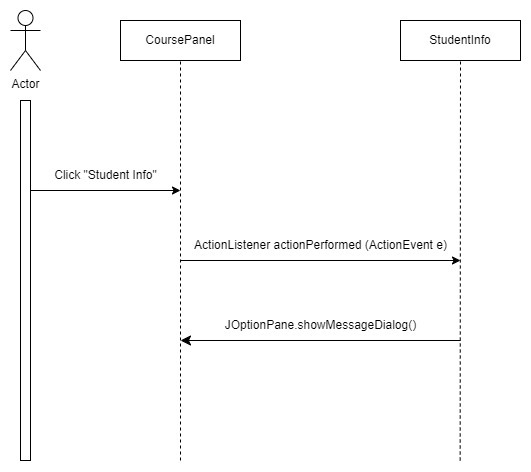 CoursePanel
StudentInfo
Actor
Click "Student Info"
ActionListener actionPerformed (ActionEvent e)
JOptionPane.showMessageDialog()